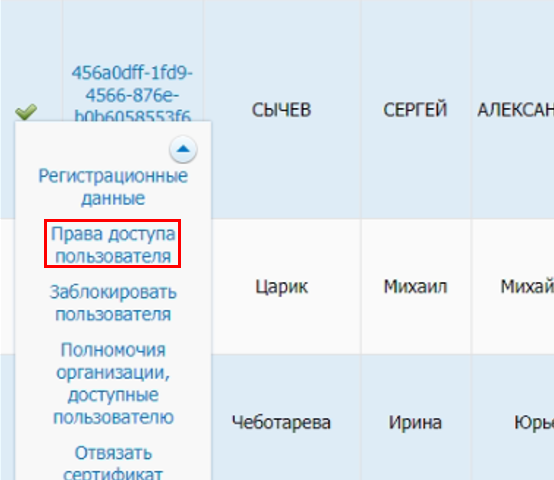 456a0dff-1fd9-
4566-876e-
b0b6058553f6
СЫЧЕВ
СЕРГЕЙ
АЛЕКСАН
Регистрационные
данные
Права доступа
пользователя
Заблокировать
пользователя
Полномочия
организации,
доступные
пользователю
Отвязать
сертификат
Царик
Михаил
Михай
Чеботарева
Ирина
Юрье